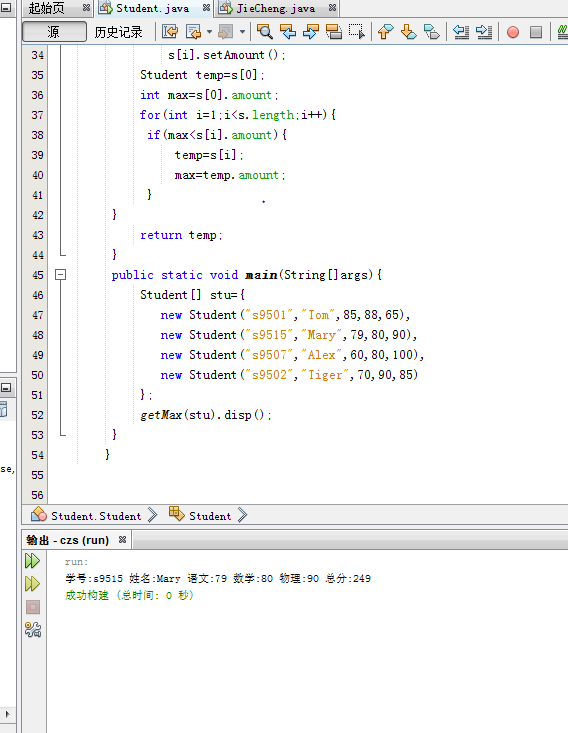 起始页 Student.java JieCheng.java
源 历史记录
34 s[i].setAmount();
35 Student temp=s[0];
36 int max=s[0].amount;
37 for(int i=1;i<s.length;i++){
38 if(max<s[i].amount){
39 temp=s[i];
40 max=temp.amount;
41 }
42 }
43 return temp;
44 }
45 public static void main(String[]args){
46 Student[] stu={
47 new Student("s9501","Tom",85,88,65),
48 new Student("s9515","Mary",79,80,90),
49 new Student("s9507","Alex",60,80,100),
50 new Student("s9502","Tiger",70,90,85)
51 };
52 getMax(stu).disp();
53 }
54 }
55
56
se,
Student.Student Student
输出 - czs (run)
run:
学号:s9515 姓名:Mary 语文:79 数学:80 物理:90 总分:249
成功构建 (总时间: 0 秒)